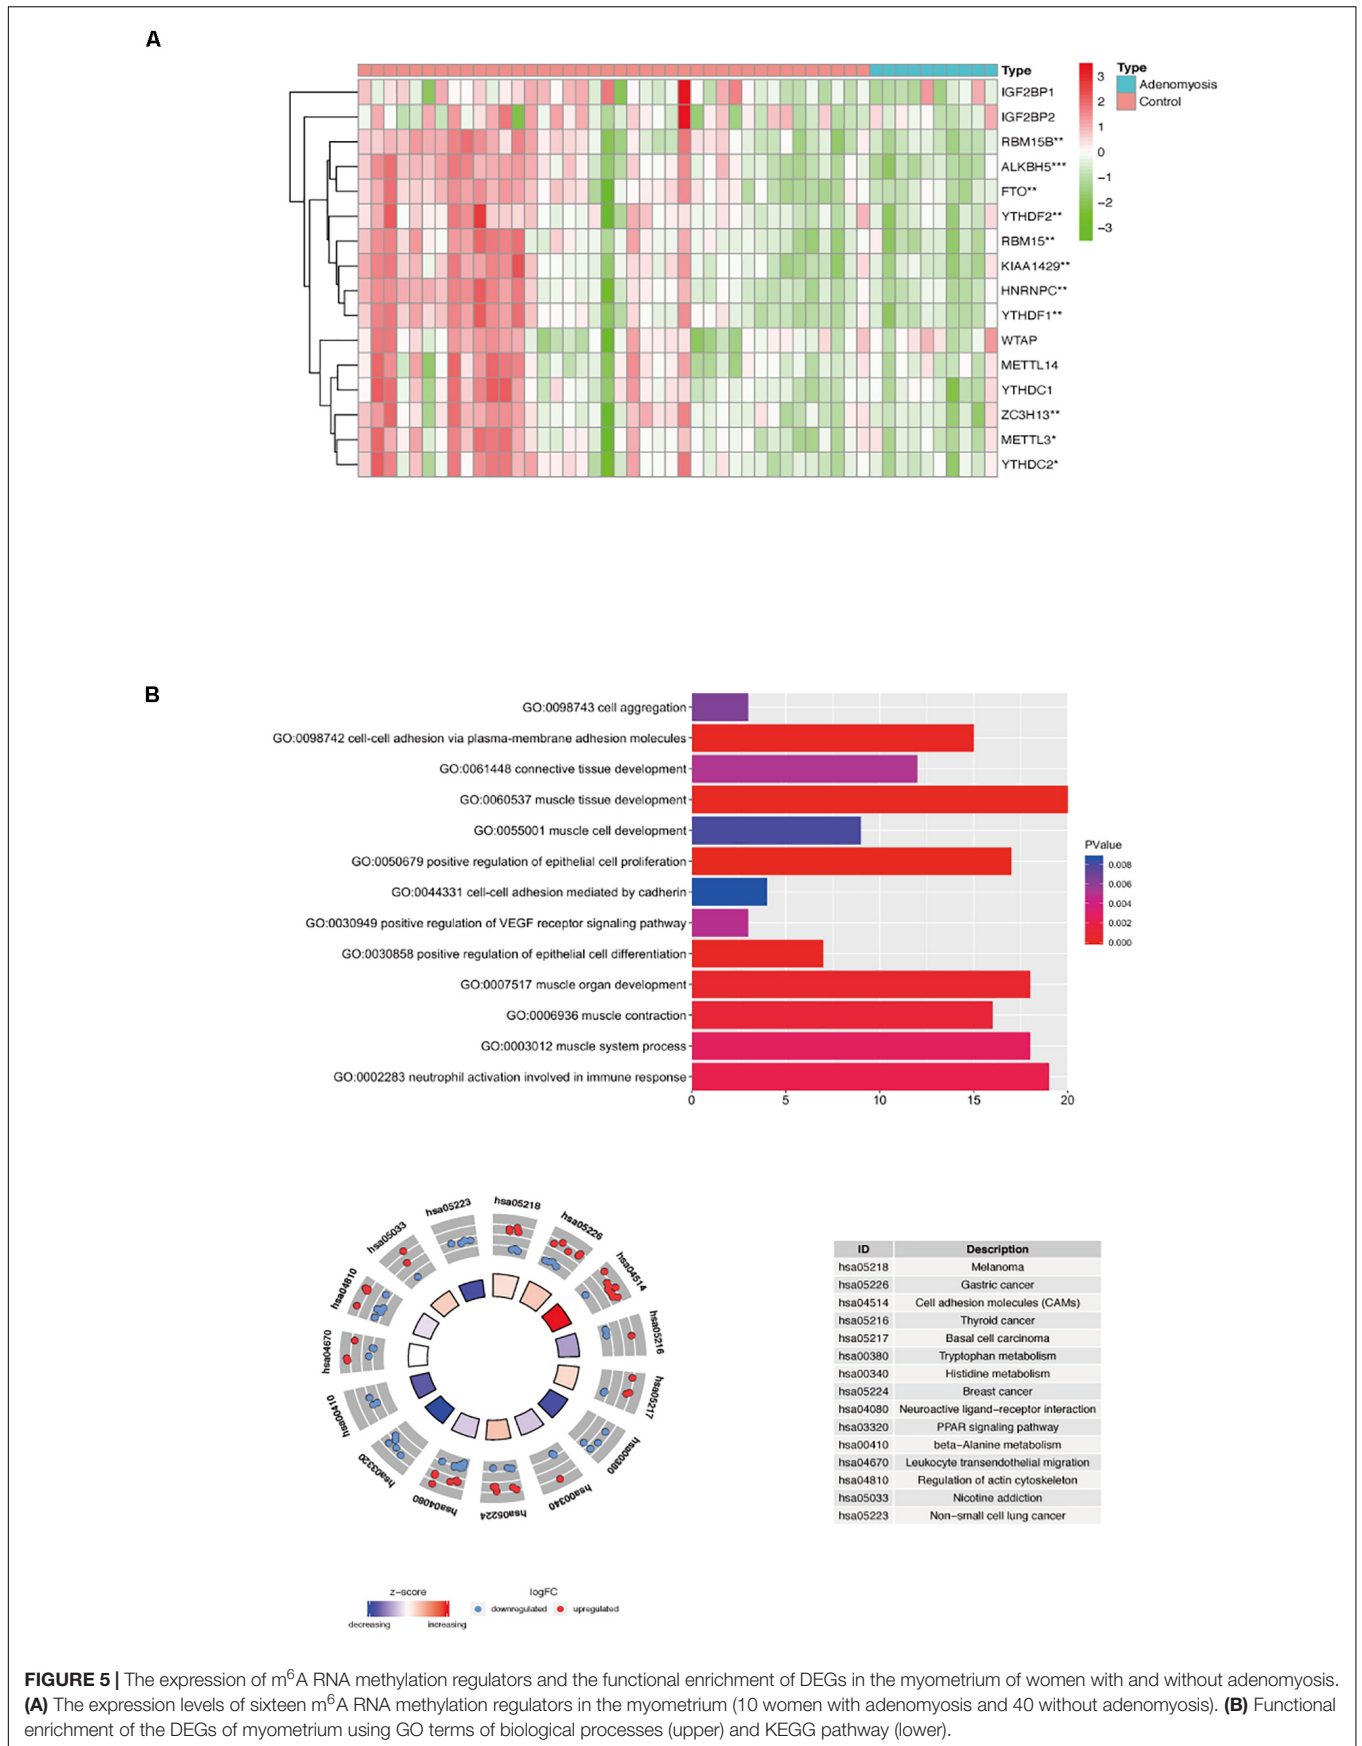 A
Type
IGF2BP1
IGF2BP2
RBM15B**
ALKBH5***
FTO**
YTHDF2**
RBM15**
KIAA1429**
HNRNPC**
YTHDF1**
WTAP
METTL14
YTHDC1
ZC3H13**
METTL3*
YTHDC2*
3
2
1
0
−1
−2
−3
Type
Adenomyosis
Control
B
GO:0098743 cell aggregation
GO:0098742 cell-cell adhesion via plasma-membrane adhesion molecules
GO:0061448 connective tissue development
GO:0060537 muscle tissue development
GO:0055001 muscle cell development
GO:0050679 positive regulation of epithelial cell proliferation
GO:0044331 cell-cell adhesion mediated by cadherin
GO:0030949 positive regulation of VEGF receptor signaling pathway
GO:0030858 positive regulation of epithelial cell differentiation
GO:0007517 muscle organ development
GO:0006936 muscle contraction
GO:0003012 muscle system process
GO:0002283 neutrophil activation involved in immune response
0 5 10 15 20
PValue
0.008
0.006
0.004
0.002
0.000
hsa05218
hsa05226
hsa04514
hsa05216
hsa05217
hsa00380
hsa00340
hsa05224
hsa04080
hsa03320
hsa00410
hsa04670
hsa04810
hsa05033
hsa05223
z−score
decreasing increasing
logFC
downregulated upregulated
ID Description
hsa05218 Melanoma
hsa05226 Gastric cancer
hsa04514 Cell adhesion molecules (CAMs)
hsa05216 Thyroid cancer
hsa05217 Basal cell carcinoma
hsa00380 Tryptophan metabolism
hsa00340 Histidine metabolism
hsa05224 Breast cancer
hsa04080 Neuroactive ligand−receptor interaction
hsa03320 PPAR signaling pathway
hsa00410 beta−Alanine metabolism
hsa04670 Leukocyte transendothelial migration
hsa04810 Regulation of actin cytoskeleton
hsa05033 Nicotine addiction
hsa05223 Non−small cell lung cancer
FIGURE 5 | The expression of m⁶A RNA methylation regulators and the functional enrichment of DEGs in the myometrium of women with and without adenomyosis.
(A) The expression levels of sixteen m⁶A RNA methylation regulators in the myometrium (10 women with adenomyosis and 40 without adenomyosis). (B) Functional
enrichment of the DEGs of myometrium using GO terms of biological processes (upper) and KEGG pathway (lower).